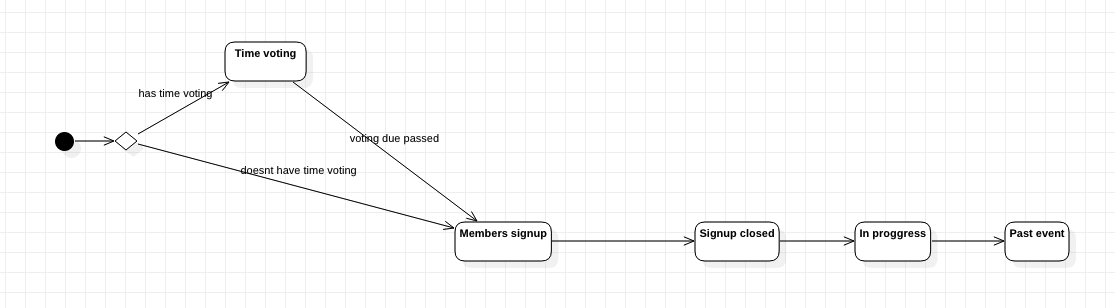 Time voting
has time voting
voting due passed
doesnt have time voting
Members signup
Signup closed
In proggress
Past event